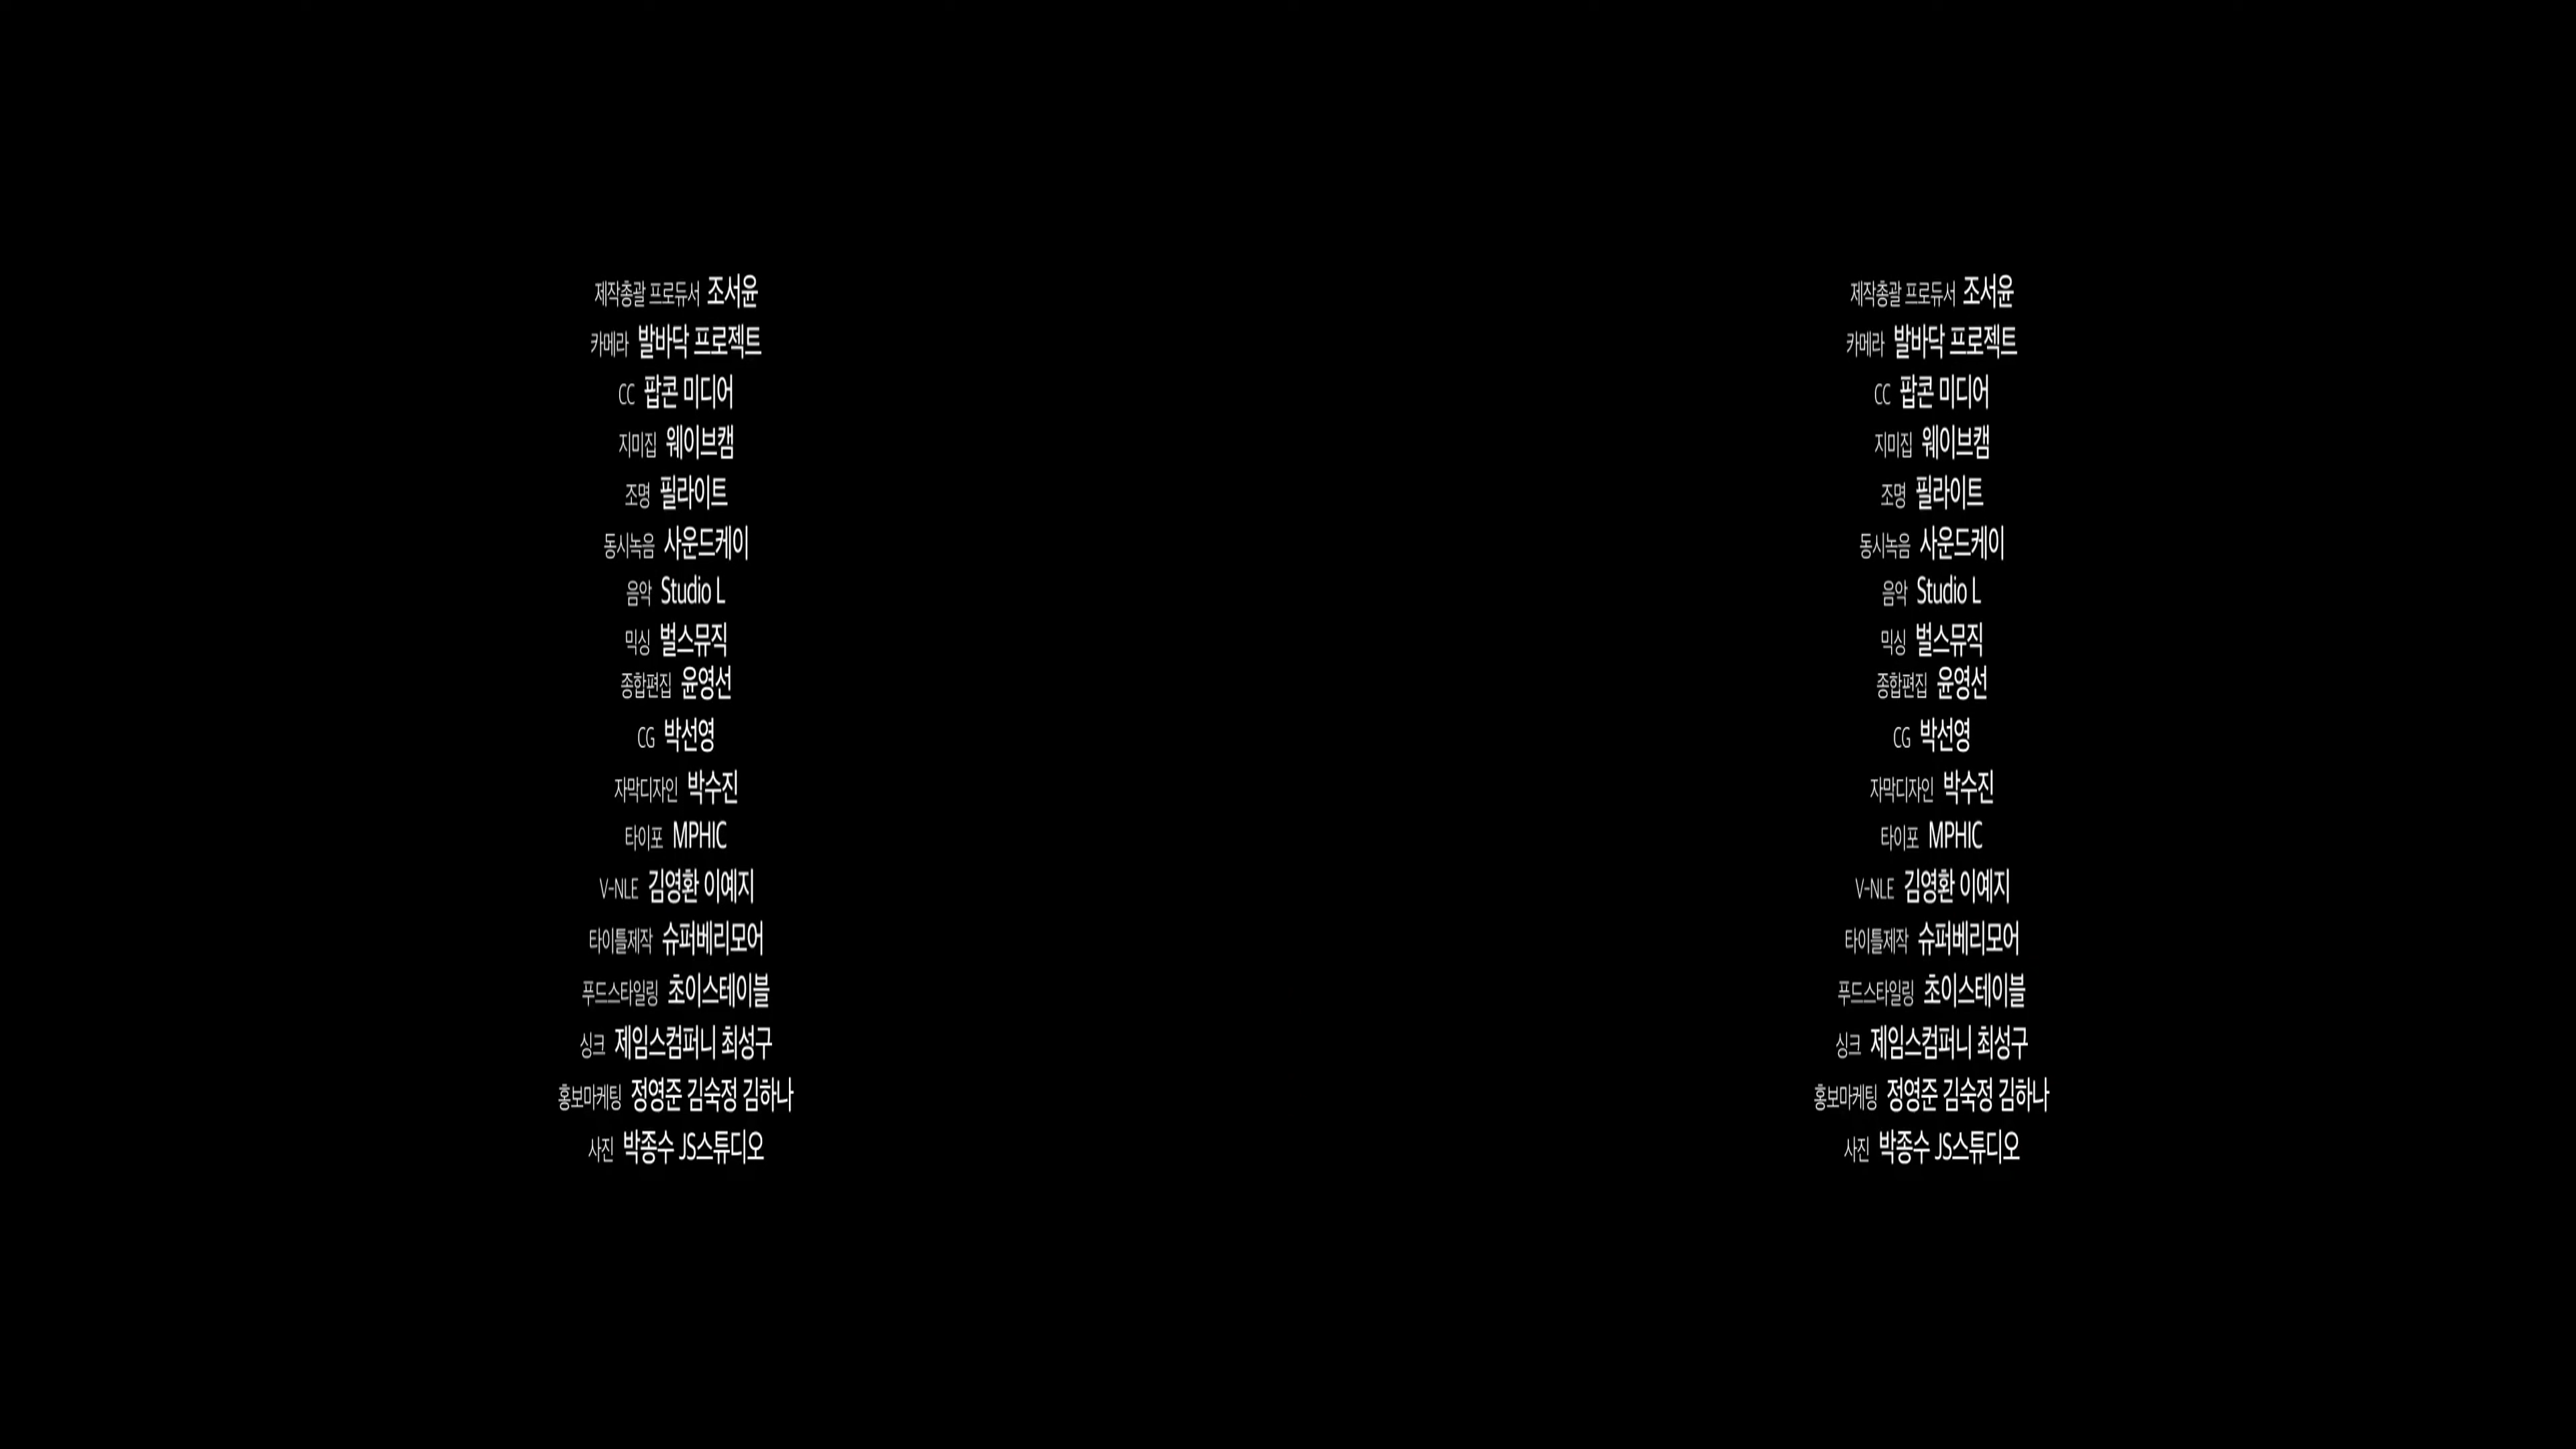 제작총괄 프로듀서 조서윤
카메라 발바닥 프로젝트
CC 팝콘 미디어
지미집 웨이브캠
조명 필라이트
동시녹음 사운드케이
음악 Studio L
믹싱 벌스뮤직
종합편집 윤영선
CG 박선영
자막디자인 박수진
타이포 MPHIC
V-NLE 김영환 이예지
타이틀제작 슈퍼베리모어
푸드스타일링 초이스테이블
싱크 제임스컴퍼니 최성구
홍보마케팅 정영준 김숙정 김하나
사진 박종수 JS스튜디오
제작총괄 프로듀서 조서윤
카메라 발바닥 프로젝트
CC 팝콘 미디어
지미집 웨이브캠
조명 필라이트
동시녹음 사운드케이
음악 Studio L
믹싱 벌스뮤직
종합편집 윤영선
CG 박선영
자막디자인 박수진
타이포 MPHIC
V-NLE 김영환 이예지
타이틀제작 슈퍼베리모어
푸드스타일링 초이스테이블
싱크 제임스컴퍼니 최성구
홍보마케팅 정영준 김숙정 김하나
사진 박종수 JS스튜디오